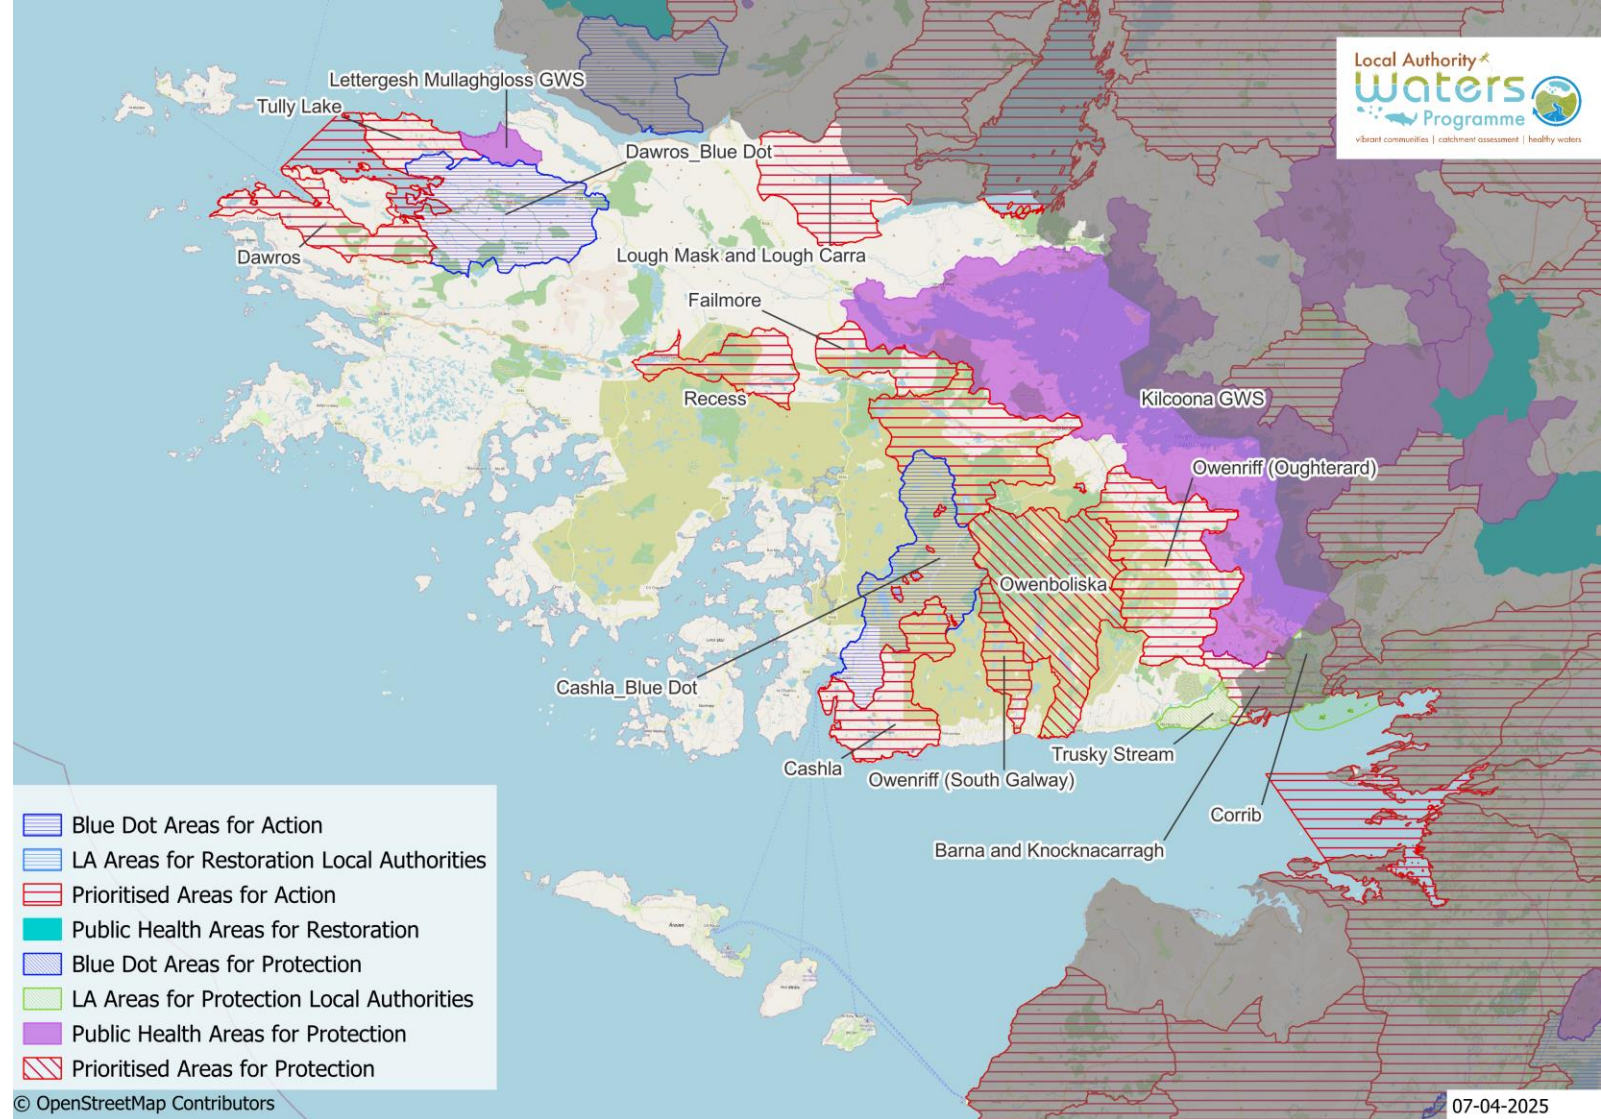 Local Authority
Waters
Programme
vibrant communities | catchment assessment | healthy waters
Lettergesh Mullaghgloss GWS
Tully Lake
Dawros_Blue Dot
Dawros
Lough Mask and Lough Carra
Failmore
Recess
Kilcoona GWS
Owenriff (Oughterard)
Owenboliska
Cashla_Blue Dot
Trusky Stream
Cashla
Owenriff (South Galway)
Corrib
Barna and Knocknacarragh
Blue Dot Areas for Action
LA Areas for Restoration Local Authorities
Prioritised Areas for Action
Public Health Areas for Restoration
Blue Dot Areas for Protection
LA Areas for Protection Local Authorities
Public Health Areas for Protection
Prioritised Areas for Protection
© OpenStreetMap Contributors
07-04-2025